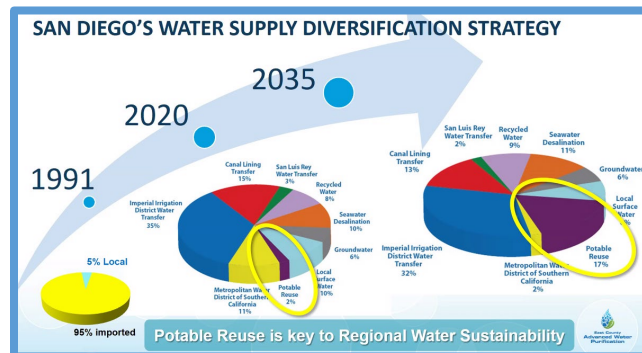 SAN DIEGO'S WATER SUPPLY DIVERSIFICATION STRATEGY
1991
2020
2035
5% Local
95% imported
Imperial Irrigation
District Water
Transfer
35%
Canal Lining
Transfer
15%
San Luis Rey
Water Transfer
3%
Recycled
Water
8%
Seawater
Desalination
10%
Groundwater
6%
Local
Surface
Water
10%
Potable
Reuse
2%
Metropolitan Water
District of Southern
California
11%
Imperial Irrigation
District Water
Transfer
32%
Canal Lining
Transfer
13%
San Luis Rey
Water Transfer
2%
Recycled
Water
9%
Seawater
Desalination
11%
Groundwater
6%
Local
Surface
Water
Potable
Reuse
17%
Metropolitan Water
District of Southern
California
2%
Potable Reuse is key to Regional Water Sustainability
East County
Advanced Water
Purification